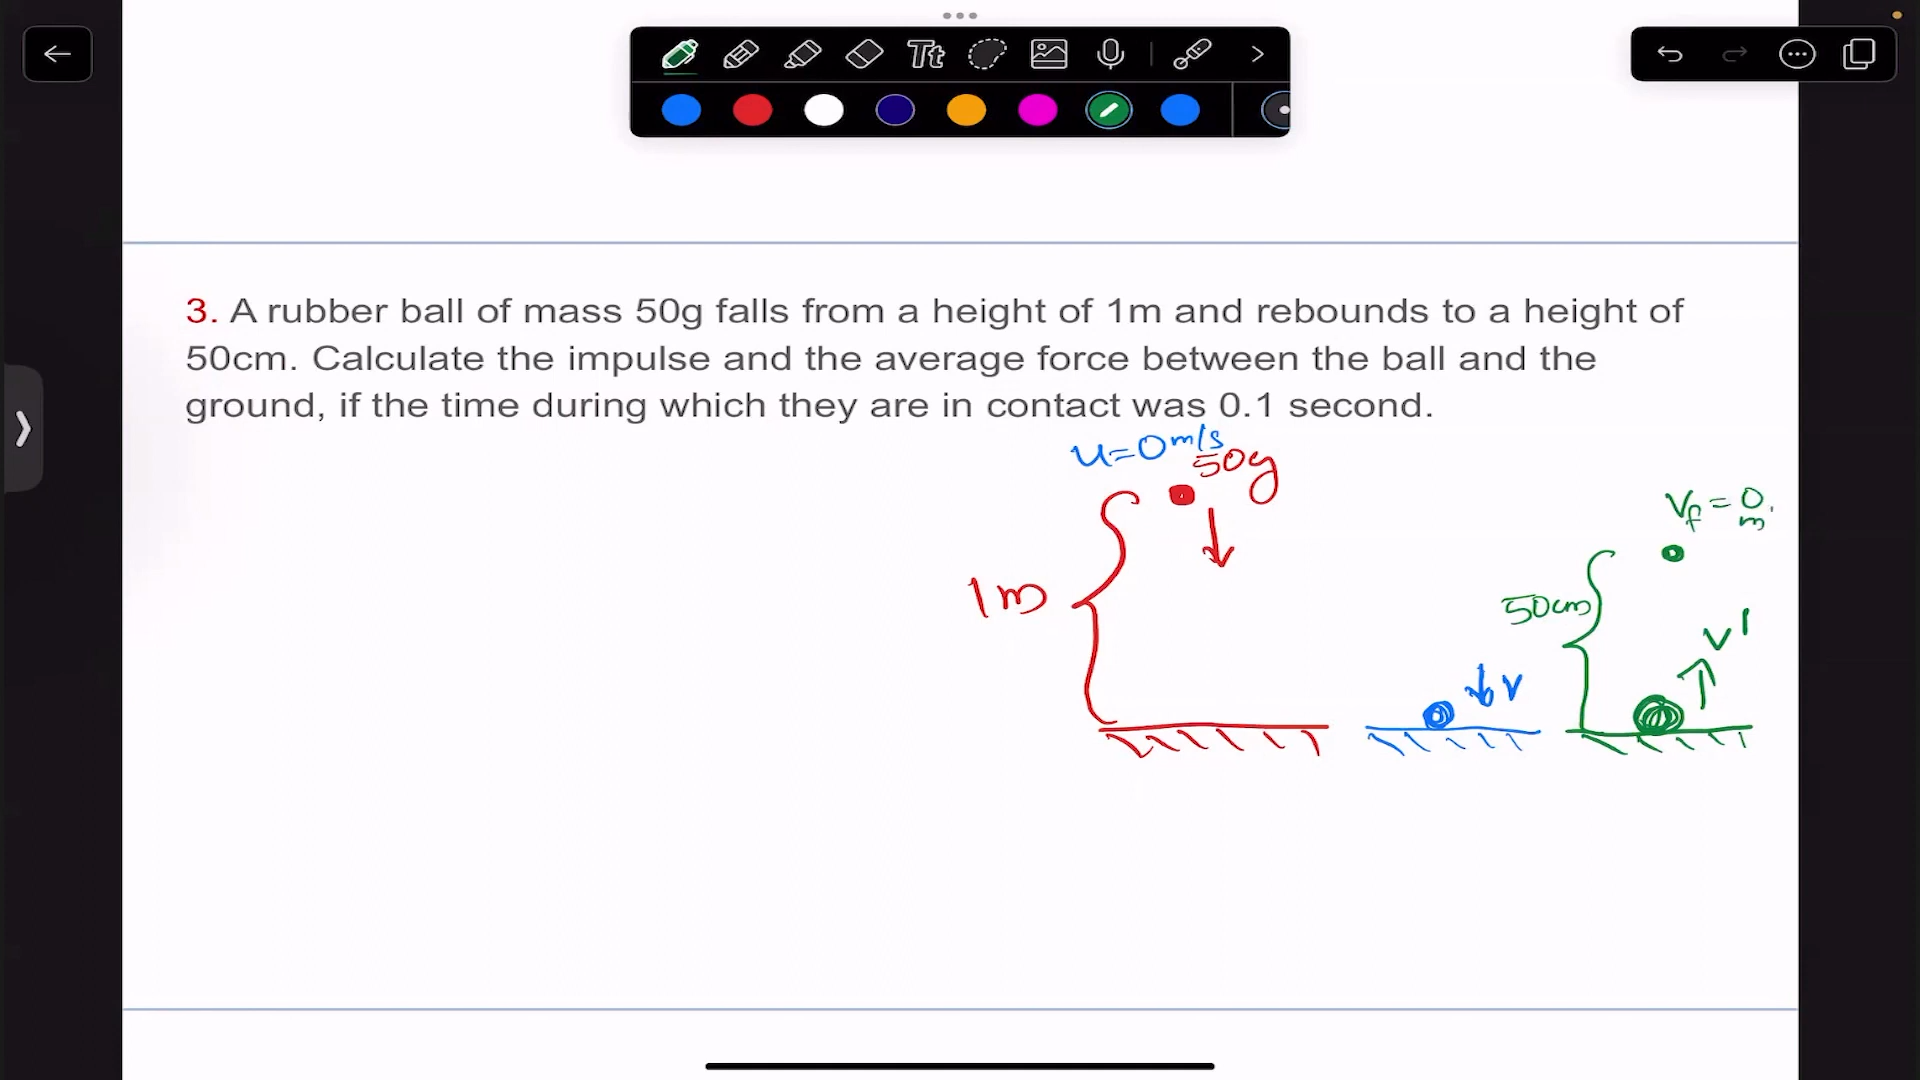 Tt
3. A rubber ball of mass 50g falls from a height of 1m and rebounds to a height of
50cm. Calculate the impulse and the average force between the ball and the
ground, if the time during which they are in contact was 0.1 second.
u=0m/s
50g
Vf = 0
m
1m
50cm
V'
V